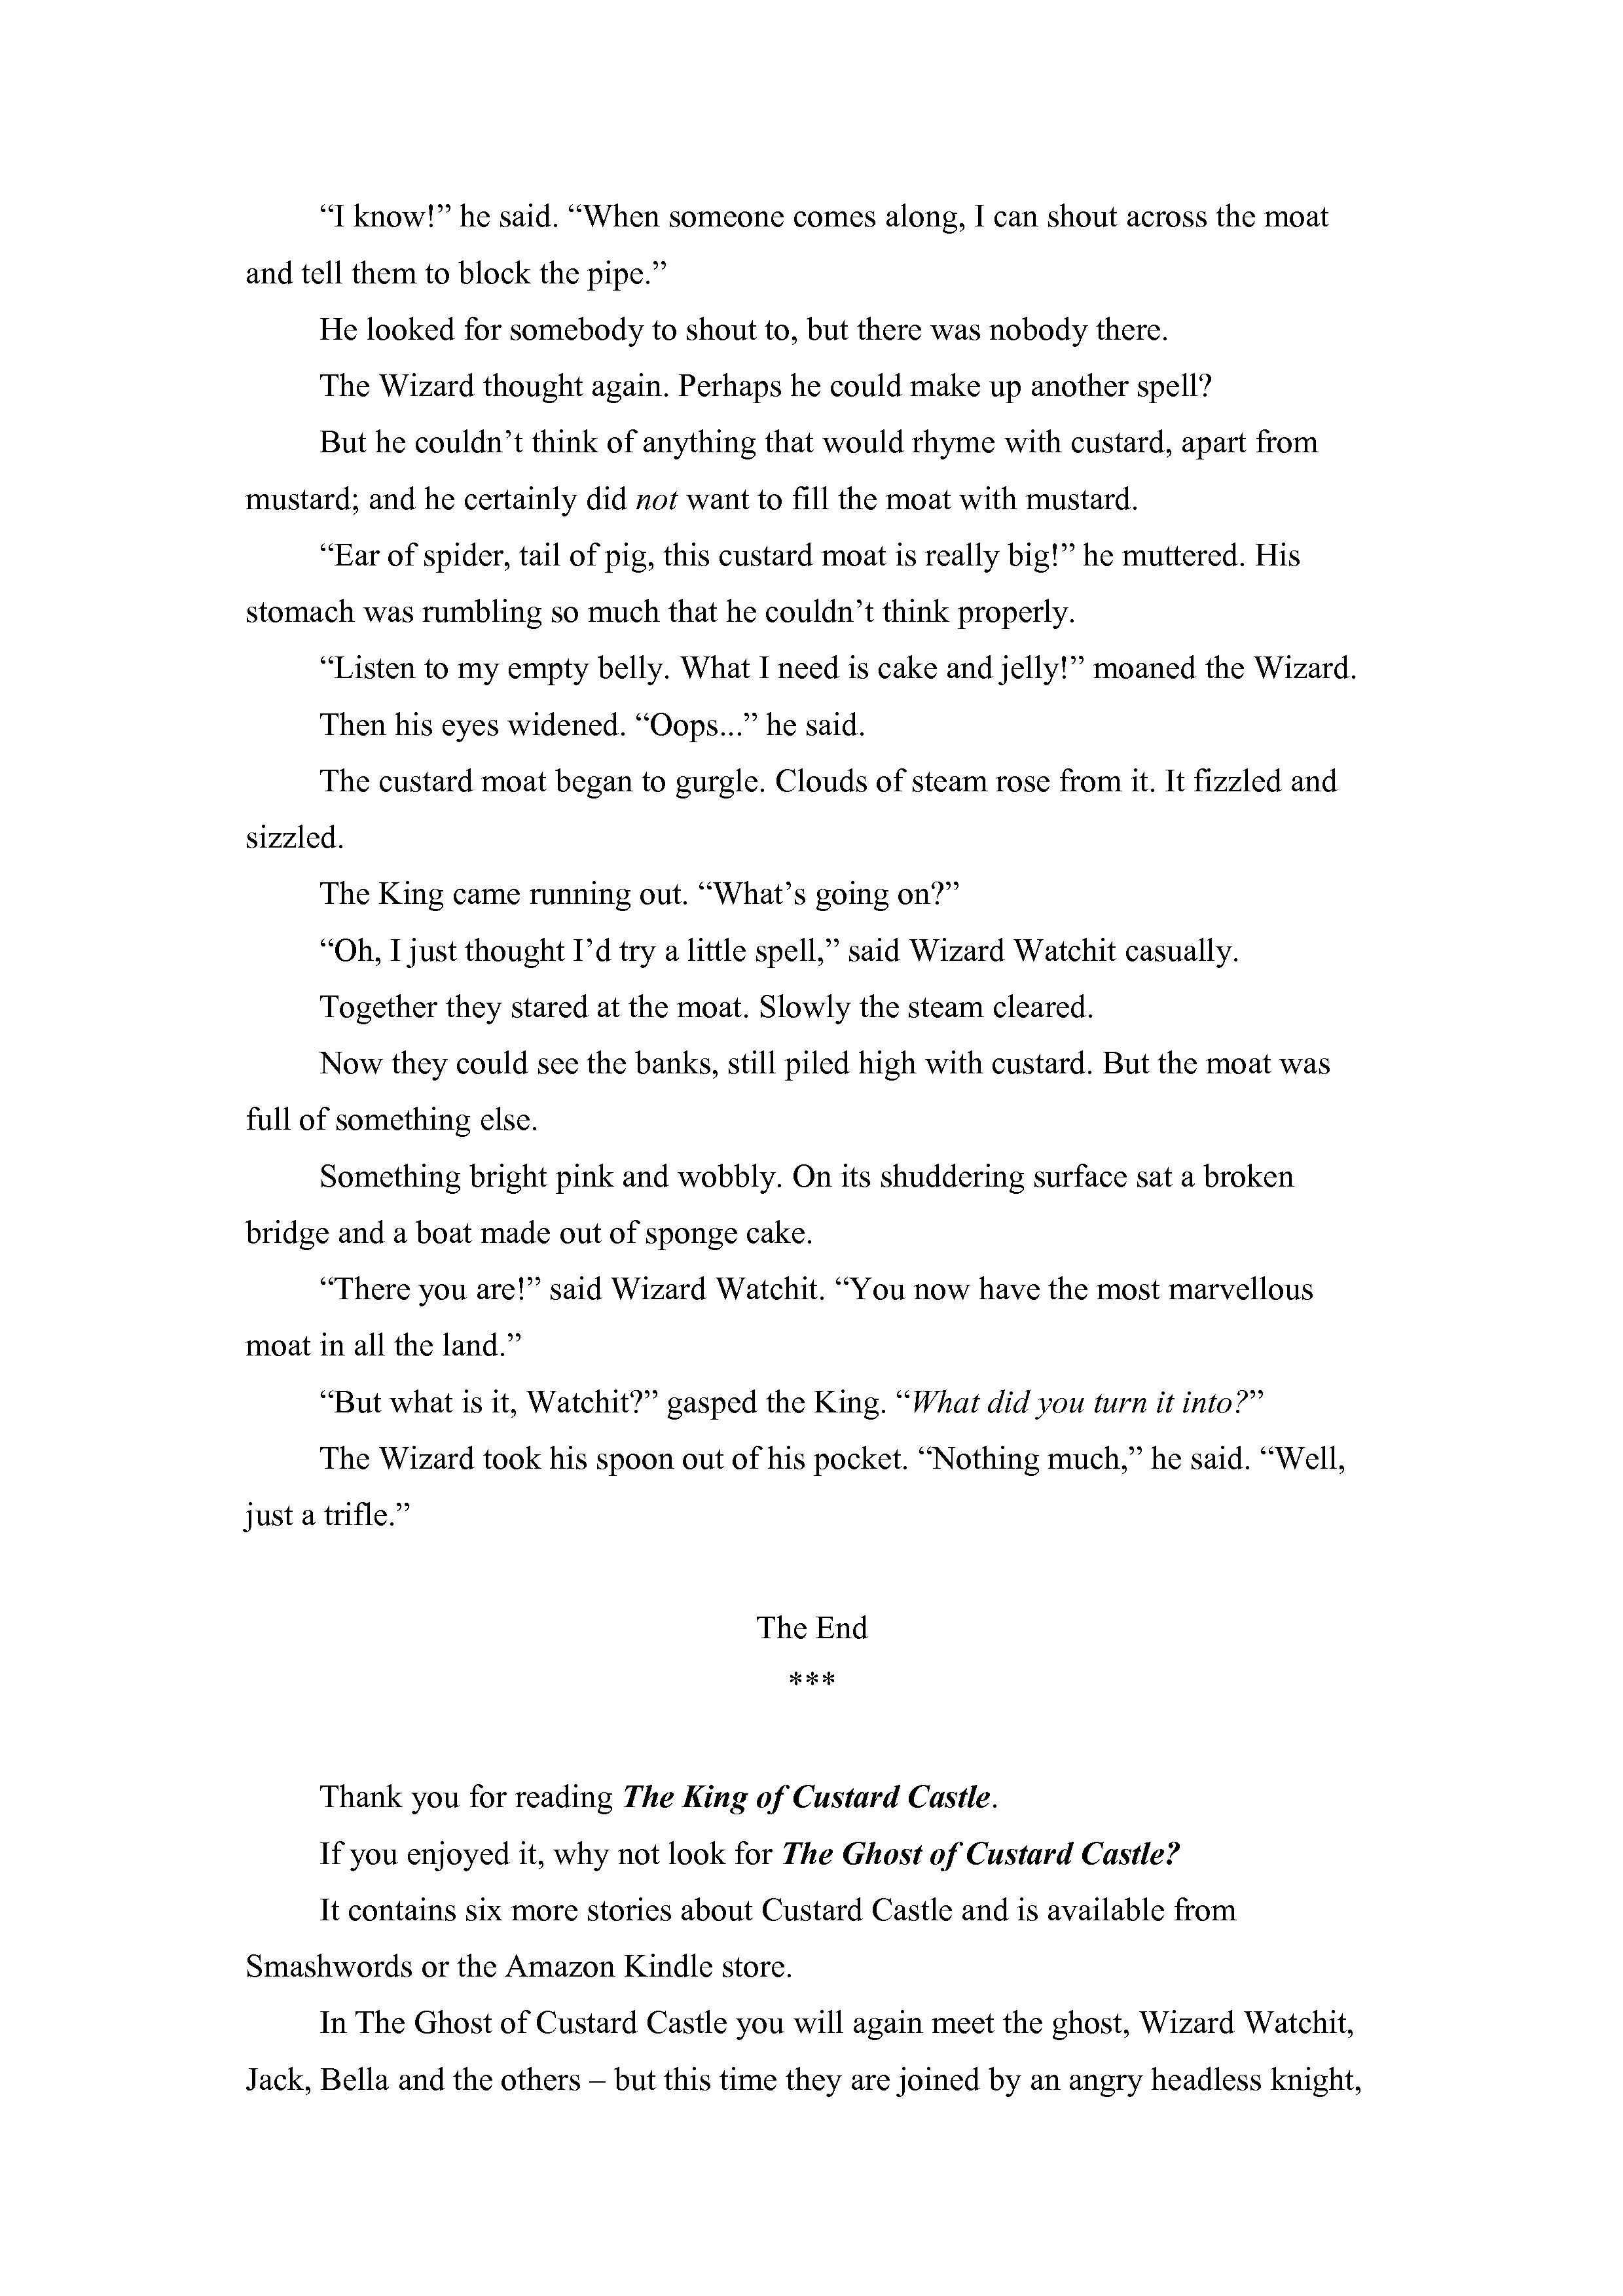 “I know!” he said. “When someone comes along, I can shout across the moat
and tell them to block the pipe.”
He looked for somebody to shout to, but there was nobody there.
The Wizard thought again. Perhaps he could make up another spell?
But he couldn’t think of anything that would rhyme with custard, apart from
mustard; and he certainly did not want to fill the moat with mustard.
“Ear of spider, tail of pig, this custard moat is really big!” he muttered. His
stomach was rumbling so much that he couldn’t think properly.
“Listen to my empty belly. What I need is cake and jelly!” moaned the Wizard.
Then his eyes widened. “Oops...” he said.
The custard moat began to gurgle. Clouds of steam rose from it. It fizzled and
sizzled.
The King came running out. “What’s going on?”
“Oh, I just thought I’d try a little spell,” said Wizard Watchit casually.
Together they stared at the moat. Slowly the steam cleared.
Now they could see the banks, still piled high with custard. But the moat was
full of something else.
Something bright pink and wobbly. On its shuddering surface sat a broken
bridge and a boat made out of sponge cake.
“There you are!” said Wizard Watchit. “You now have the most marvellous
moat in all the land.”
“But what is it, Watchit?” gasped the King. “What did you turn it into?”
The Wizard took his spoon out of his pocket. “Nothing much,” he said. “Well,
just a trifle.”
The End
***
Thank you for reading The King of Custard Castle.
If you enjoyed it, why not look for The Ghost of Custard Castle?
It contains six more stories about Custard Castle and is available from
Smashwords or the Amazon Kindle store.
In The Ghost of Custard Castle you will again meet the ghost, Wizard Watchit,
Jack, Bella and the others – but this time they are joined by an angry headless knight,